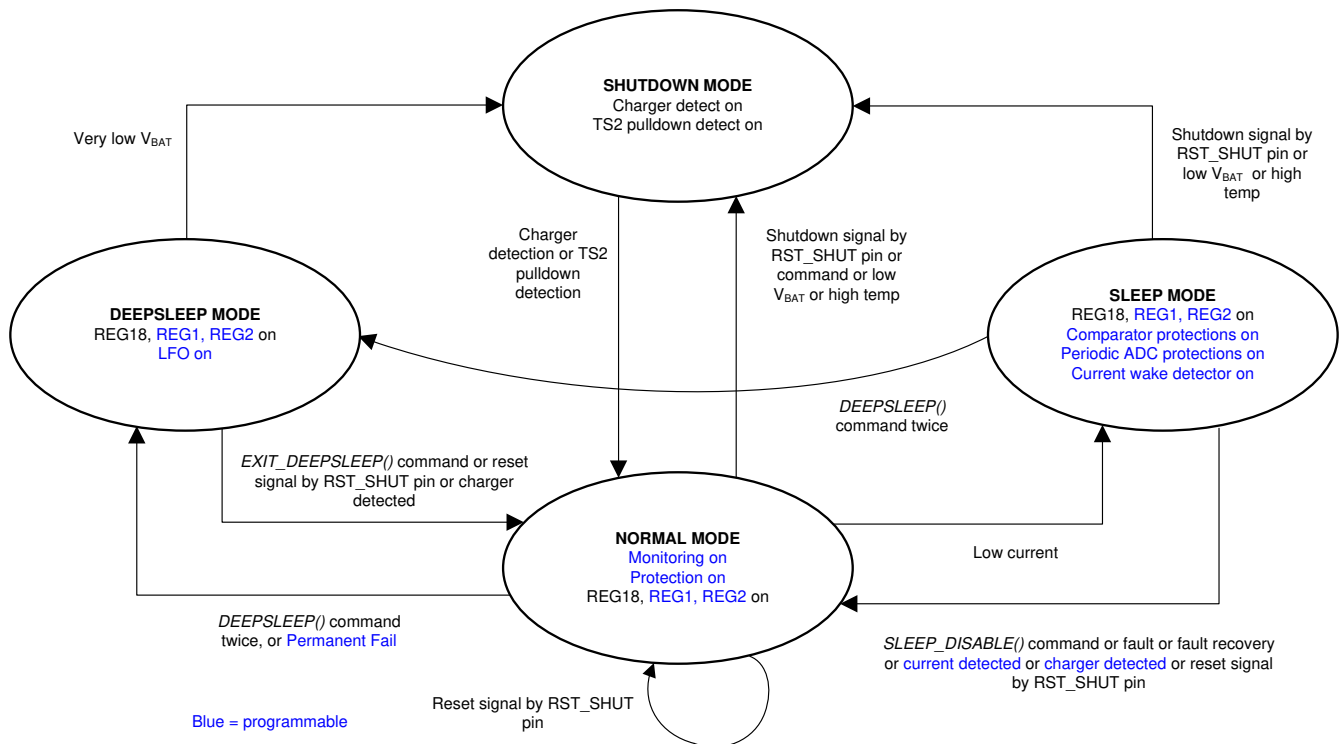 SHUTDOWN MODE
Charger detect on
TS2 pulldown detect on
Very low VBAT
Shutdown signal by
RST_SHUT pin or
low VBAT or high
temp
Charger
detection or TS2
pulldown
detection
Shutdown signal by
RST_SHUT pin or
command or low
VBAT or high temp
DEEPSLEEP MODE
REG18, REG1, REG2 on
LFO on
SLEEP MODE
REG18, REG1, REG2 on
Comparator protections on
Periodic ADC protections on
Current wake detector on
DEEPSLEEP()
command twice
EXIT_DEEPSLEEP() command or reset
signal by RST_SHUT pin or charger
detected
NORMAL MODE
Monitoring on
Protection on
REG18, REG1, REG2 on
Low current
DEEPSLEEP() command
twice, or Permanent Fail
SLEEP_DISABLE() command or fault or fault recovery
or current detected or charger detected or reset signal
by RST_SHUT pin
Reset signal by RST_SHUT
pin
Blue = programmable